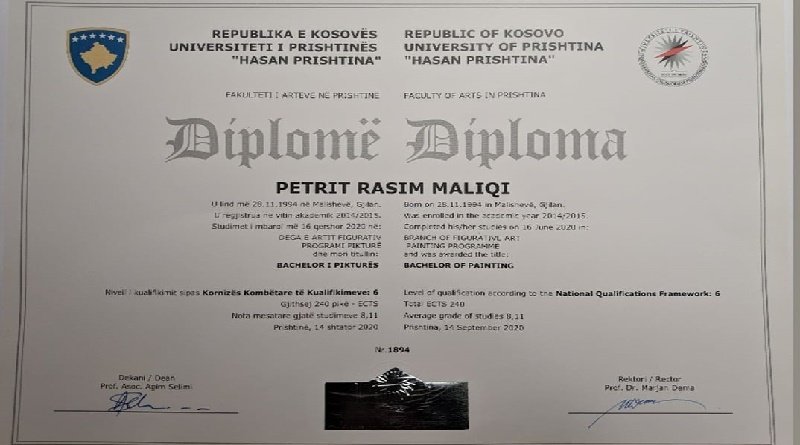 REPUBLIKA E KOSOVËS
UNIVERSITETI I PRISHTINËS
"HASAN PRISHTINA"
REPUBLIC OF KOSOVO
UNIVERSITY OF PRISHTINA
"HASAN PRISHTINA"
FAKULTETI I ARTEVE NË PRISHTINË
FACULTY OF ARTS IN PRISHTINA
Diplomë Diploma
PETRIT RASIM MALIQI
U lind më 28.11.1994 në Malishevë, Gjilan.
U regjistrua në vitin akademik 2014/2015.
Studimet i mbaroi më 16 qershor 2020 në:
DEGA E ARTIT FIGURATIV
PROGRAMI PIKTURË
dhe mori titullin:
BACHELOR I PIKTURËS
Born on 28.11.1994 in Malishevë, Gjilan.
Was enrolled in the academic year 2014/2015.
Completed his/her studies on 16 June 2020 in:
BRANCH OF FIGURATIVE ART
PAINTING PROGRAMME
and was awarded the title:
BACHELOR OF PAINTING
Niveli i kualifikimit sipas Kornizës Kombëtare të Kualifikimeve: 6
Gjithsej 240 pikë - ECTS
Nota mesatare gjatë studimeve 8,11
Prishtinë, 14 shtator 2020
Level of qualification according to the National Qualifications Framework: 6
Total ECTS 240
Average grade of studies 8,11
Prishtina, 14 September 2020
Nr.1894
Dekani / Dean
Prof. Asoc. Agim Selimi
Rektori / Rector
Prof. Dr. Marjan Dema